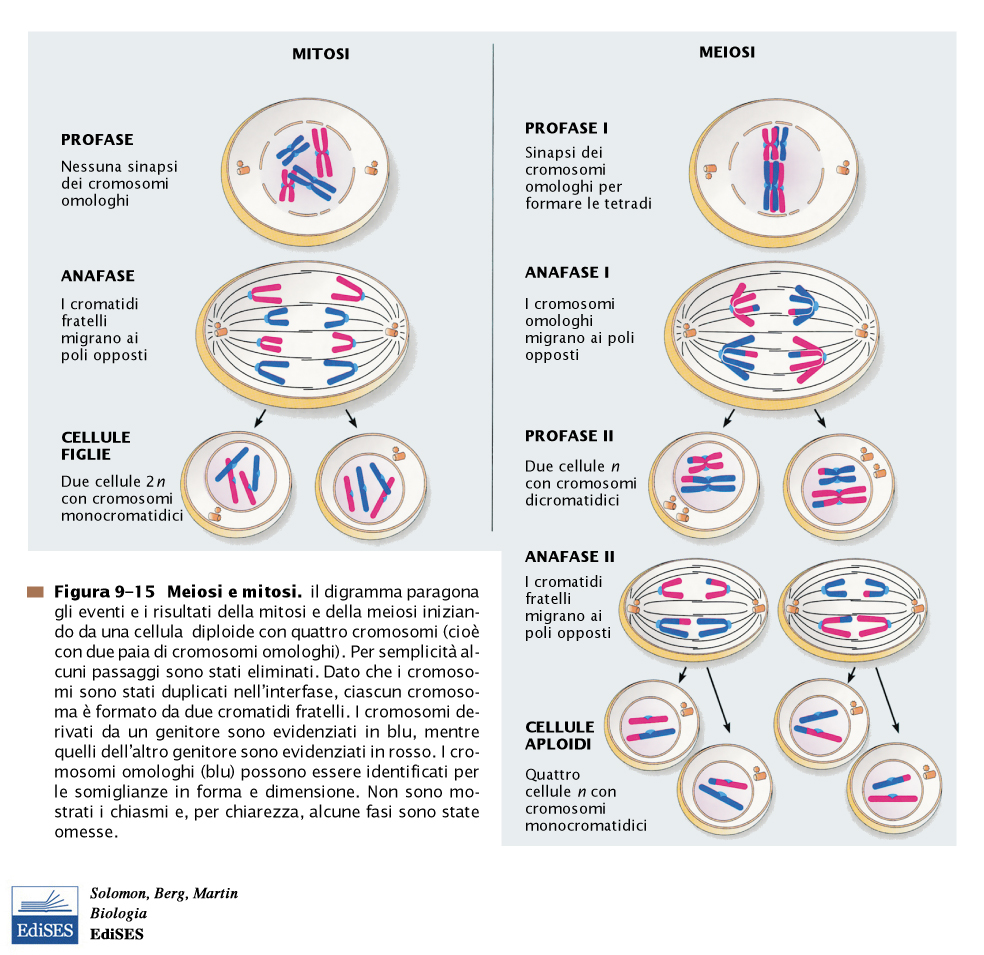 MITOSI
PROFASE
Nessuna sinapsi
dei cromosomi
omologhi
ANAFASE
I cromatidi
fratelli
migrano ai
poli opposti
CELLULE
FIGLIE
Due cellule 2n
con cromosomi
monocromatidici
MEIOSI
PROFASE I
Sinapsi dei
cromosomi
omologhi per
formare le tetradi
ANAFASE I
I cromosomi
omologhi
migrano ai poli
opposti
PROFASE II
Due cellule n
con cromosomi
dicromatidici
ANAFASE II
I cromatidi
fratelli
migrano ai
poli opposti
CELLULE
APLOIDI
Quattro
cellule n con
cromosomi
monocromatidici
Figura 9–15 Meiosi e mitosi. il digramma paragona
gli eventi e i risultati della mitosi e della meiosi inizian-
do da una cellula diploide con quattro cromosomi (cioè
con due paia di cromosomi omologhi). Per semplicità al-
cuni passaggi sono stati eliminati. Dato che i cromoso-
mi sono stati duplicati nell'interfase, ciascun cromoso-
ma è formato da due cromatidi fratelli. I cromosomi de-
rivati da un genitore sono evidenziati in blu, mentre
quelli dell'altro genitore sono evidenziati in rosso. I cro-
mosomi omologhi (blu) possono essere identificati per
le somiglianze in forma e dimensione. Non sono mo-
strati i chiasmi e, per chiarezza, alcune fasi sono state
omesse.
EdiSES
Solomon, Berg, Martin
Biologia
EdiSES